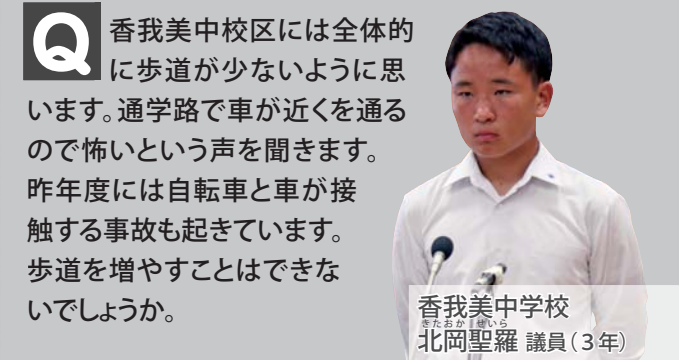 Q
香我美中校区には全体的
に歩道が少ないように思
います。通学路で車が近くを通る
ので怖いという声を聞きます。
昨年度には自転車と車が接
触する事故も起きています。
歩道を増やすことはできな
いでしょうか。
香我美中学校
きたおか せいら
北岡聖羅 議員(3年)